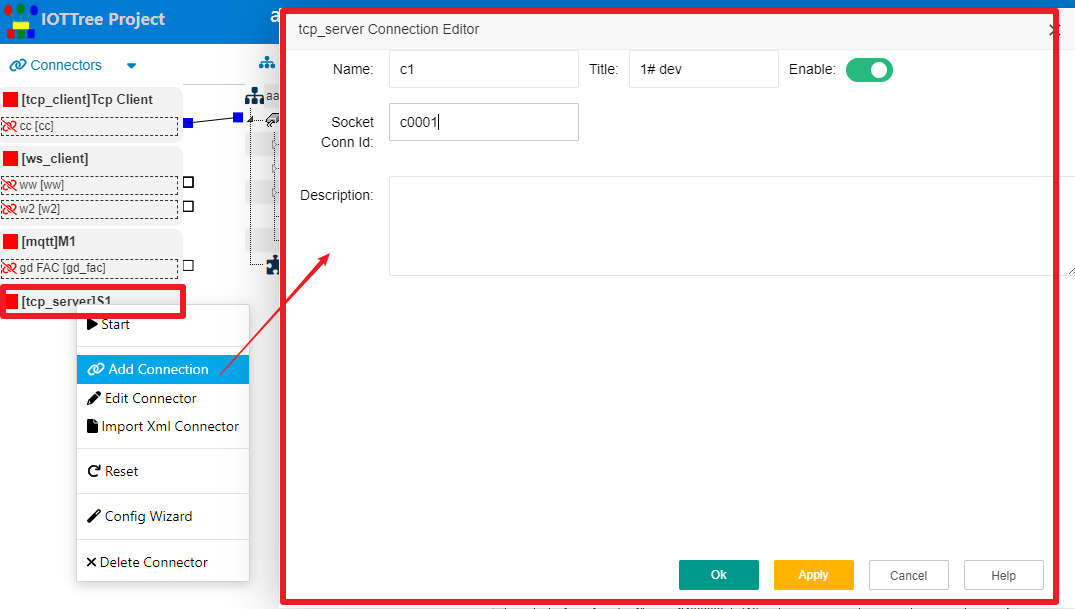 IOTTree Project
a
Connectors
[tcp_client]Tcp Client
cc [cc]
[ws_client]
ww [ww]
w2 [w2]
[mqtt]M1
gd FAC [gd_fac]
[tcp_server]S1
Start
Add Connection
Edit Connector
Import Xml Connector
Reset
Config Wizard
Delete Connector
aa
tcp_server Connection Editor
Name: c1 Title: 1# dev Enable:
Socket c0001
Conn Id:
Description:
Ok Apply Cancel Help